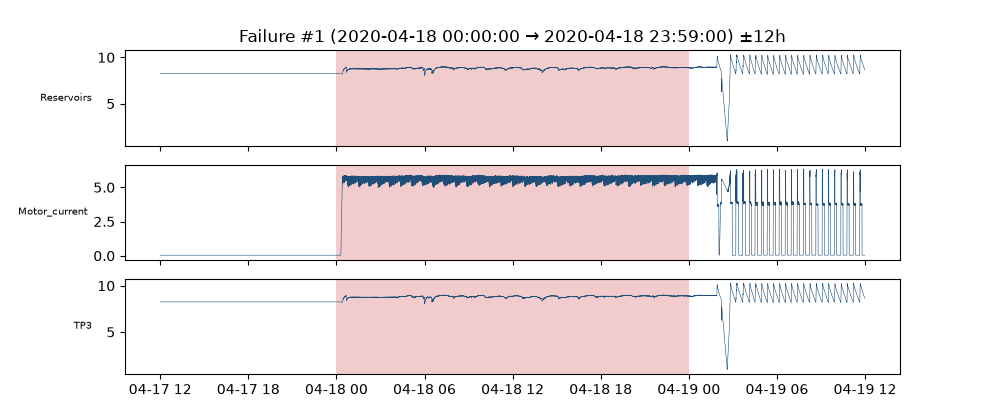 Failure #1 (2020-04-18 00:00:00 → 2020-04-18 23:59:00) ±12h
10
5
Reservoirs
5.0
2.5
0.0
Motor_current
10
5
TP3
04-17 12 04-17 18 04-18 00 04-18 06 04-18 12 04-18 18 04-19 00 04-19 06 04-19 12